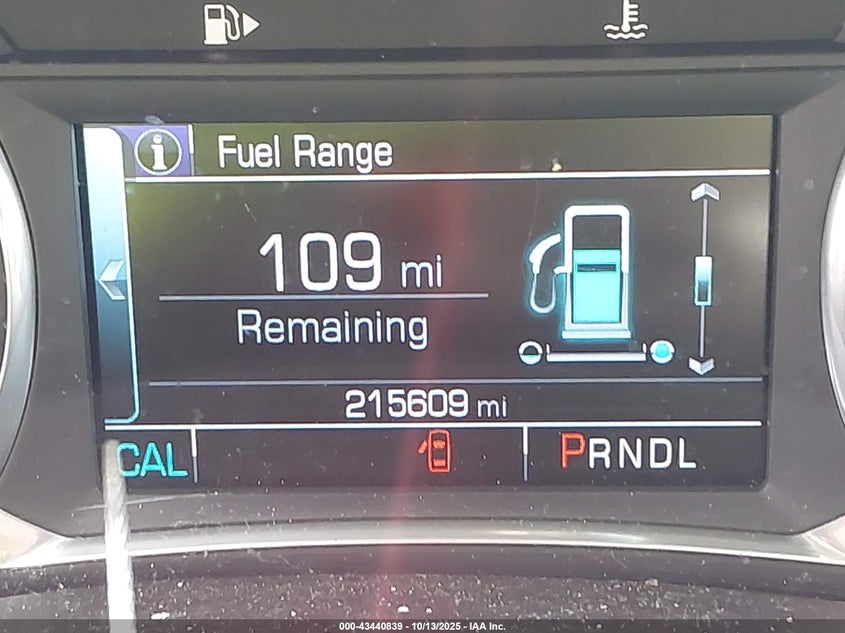 Fuel Range
109 mi
Remaining
215609 mi
CAL PRNDL
000-43440839 - 10/13/2025 - IAA Inc.